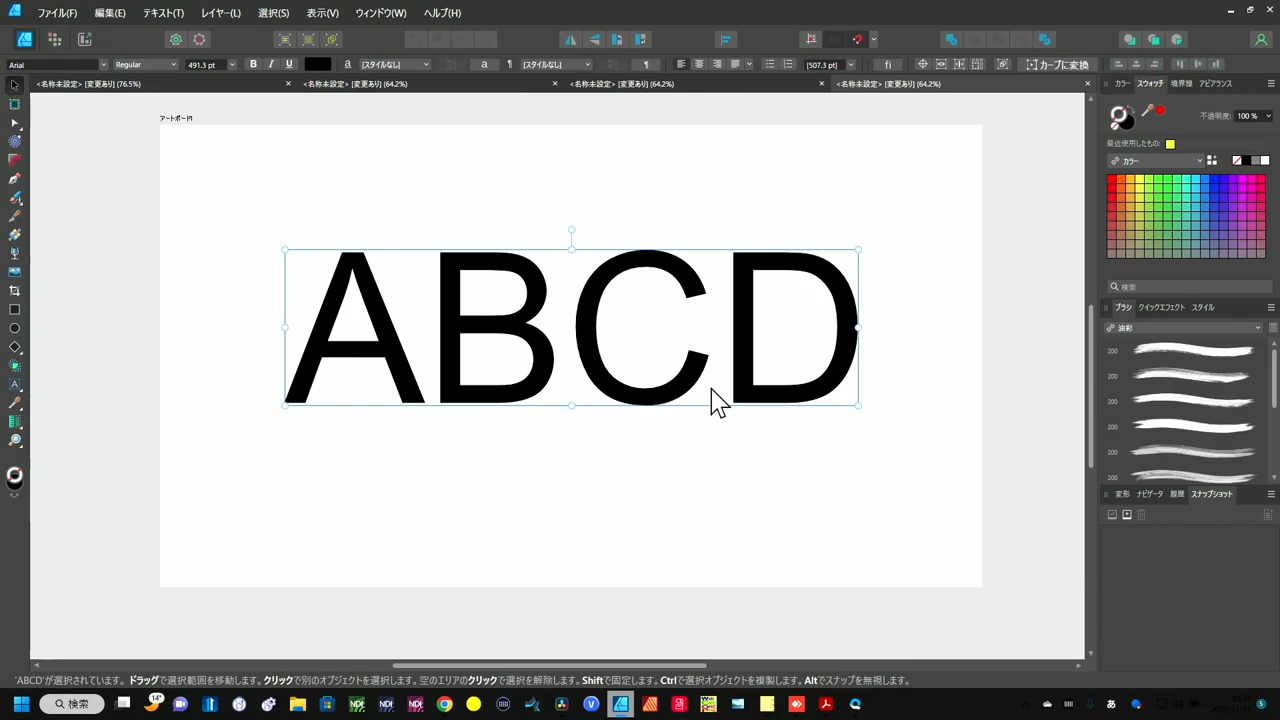 ファイル(F) 編集(E) テキスト(T) レイヤー(L) 選択(S) 表示(V) ウィンドウ(W) ヘルプ(H)
Arial Regular 491.3 pt B I U a [スタイルなし] a ¶ [スタイルなし] ¶ [507.3 pt] fi カーブに変換
<名称未設定> [変更あり] (76.5%) × <名称未設定> [変更あり] (64.2%) × <名称未設定> [変更あり] (64.2%) × <名称未設定> [変更あり] (64.2%) ×
カラー スウォッチ 境界線 アピアランス
アートボード1
不透明度: 100 %
最近使用したもの:
カラー
ABCD
検索
ブラシ クイックエフェクト スタイル
油彩
200
200
200
200
200
200
変形 ナビゲータ 履歴 スナップショット
'ABCD'が選択されています。 ドラッグで選択範囲を移動します。クリックで別のオブジェクトを選択します。空のエリアのクリックで選択を解除します。Shiftで固定します。Ctrlで選択オブジェクトを複製します。Altでスナップを無視します。
検索 14° あ